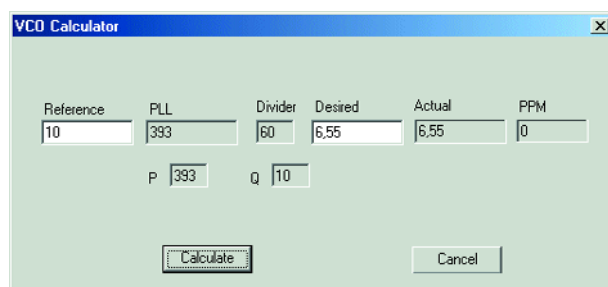 VCO Calculator
Reference PLL Divider Desired Actual PPM
10 393 60 6,55 6,55 0
P 393 Q 10
Calculate Cancel